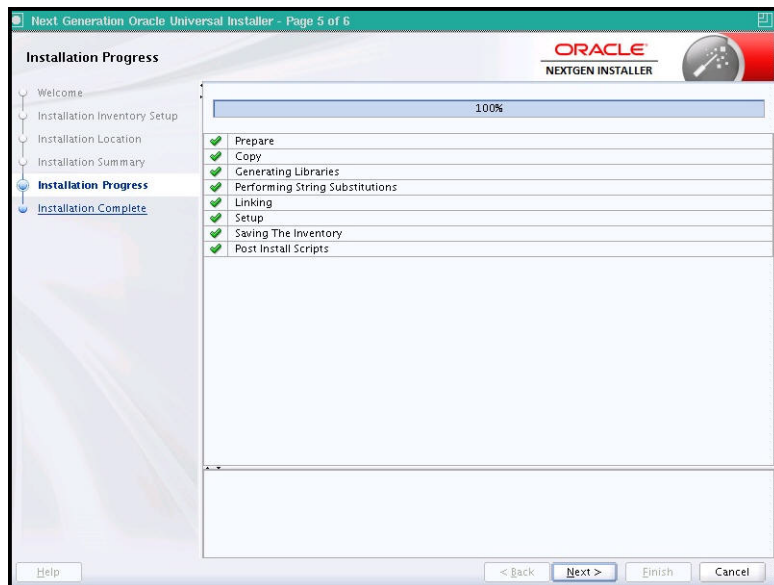 Next Generation Oracle Universal Installer - Page 5 of 6
Installation Progress
ORACLE
NEXTGEN INSTALLER
Welcome
Installation Inventory Setup
Installation Location
Installation Summary
Installation Progress
Installation Complete
100%
Prepare
Copy
Generating Libraries
Performing String Substitutions
Linking
Setup
Saving The Inventory
Post Install Scripts
Help
< Back
Next >
Finish
Cancel